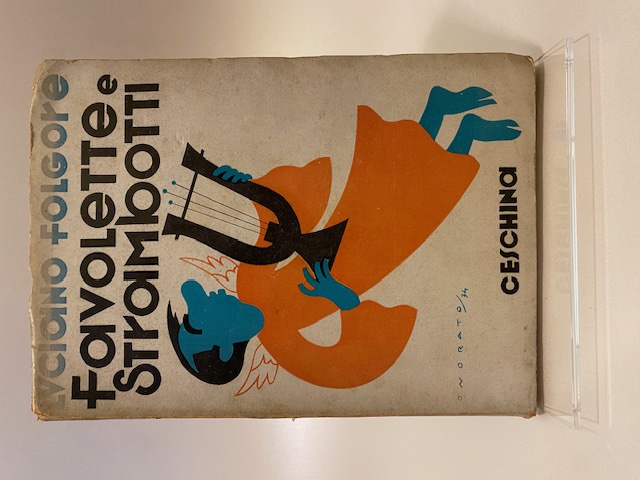 LUCIANO FOLGORE
FAVOLETTE e
STRAMBOTTI
ONORATO/34
CESCHINA